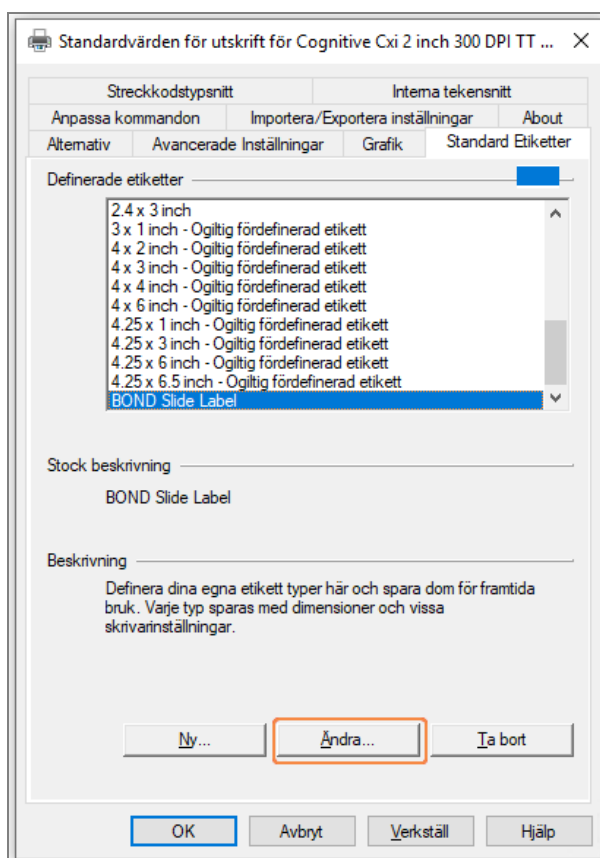 Standardvärden för utskrift för Cognitive Cxi 2 inch 300 DPI TT ...
Streckkodstypsnitt Interna tekensnitt
Anpassa kommandon Importera/Exportera inställningar About
Alternativ Avancerade Inställningar Grafik Standard Etiketter
Definerade etiketter
2.4 x 3 inch
3 x 1 inch - Ogiltig fördefinerad etikett
4 x 2 inch - Ogiltig fördefinerad etikett
4 x 3 inch - Ogiltig fördefinerad etikett
4 x 4 inch - Ogiltig fördefinerad etikett
4 x 6 inch - Ogiltig fördefinerad etikett
4.25 x 1 inch - Ogiltig fördefinerad etikett
4.25 x 3 inch - Ogiltig fördefinerad etikett
4.25 x 6 inch - Ogiltig fördefinerad etikett
4.25 x 6.5 inch - Ogiltig fördefinerad etikett
BOND Slide Label
Stock beskrivning
BOND Slide Label
Beskrivning
Definera dina egna etikett typer här och spara dom för framtida
bruk. Varje typ sparas med dimensioner och vissa
skrivarinställningar.
Ny... Ändra... Ta bort
OK Avbryt Verkställ Hjälp